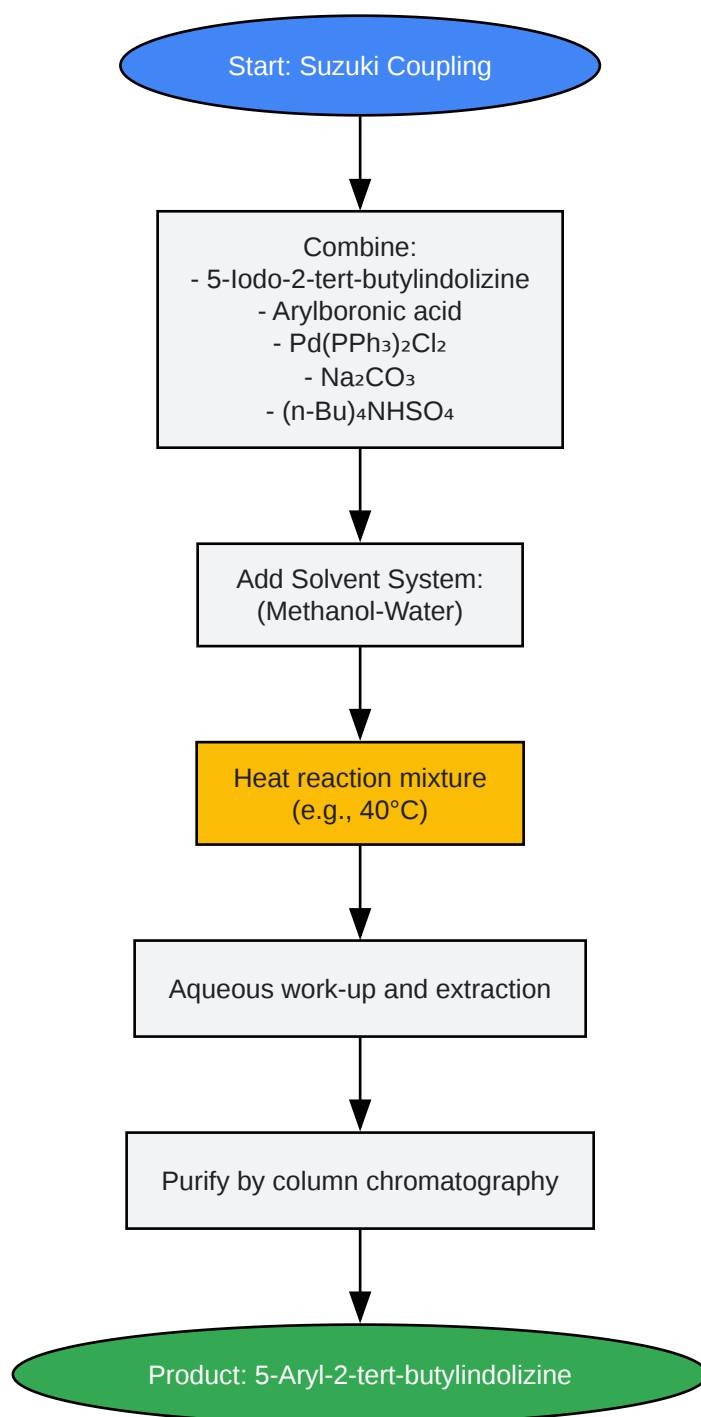 Start: Suzuki Coupling
Combine:
- 5-Iodo-2-tert-butylindolizine
- Arylboronic acid
- Pd(PPh₃)₂Cl₂
- Na₂CO₃
- (n-Bu)₄NHSO₄
Add Solvent System:
(Methanol-Water)
Heat reaction mixture
(e.g., 40°C)
Aqueous work-up and extraction
Purify by column chromatography
Product: 5-Aryl-2-tert-butylindolizine